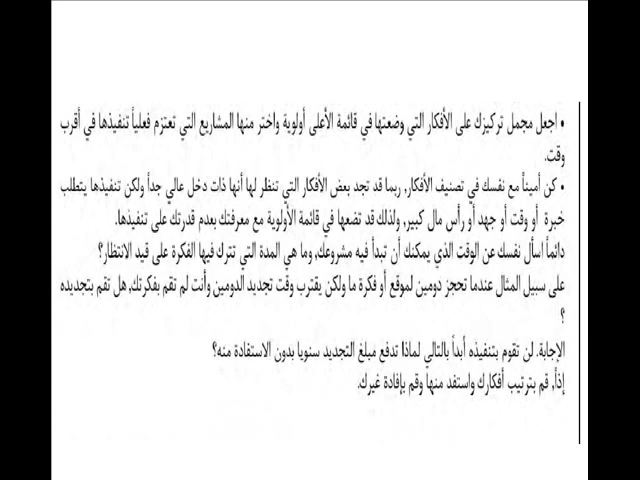 • اجعل مجمل تركيزك على الأفكار التي وضعتها في قائمة الأعلى أولوية واختر منها المشاريع التي تعتزم فعلياً تنفيذها في أقرب
وقت.
• كن أميناً مع نفسك في تصنيف الأفكار, ربما قد تجد بعض الأفكار التي تنظر لها أنها ذات دخل عالي جداً ولكن تنفيذها يتطلب
خبرة أو وقت أو جهد أو رأس مال كبير, ولذلك قد تضعها في قائمة الأولوية مع معرفتك بعدم قدرتك على تنفيذها.
دائماً اسأل نفسك عن الوقت الذي يمكنك أن تبدأ فيه مشروعك, وما هي المدة التي تترك فيها الفكرة على قيد الانتظار؟
على سبيل المثال عندما تحجز دومين لموقع أو فكرة ما ولكن يقترب وقت تجديد الدومين وأنت لم تقم بفكرتك, هل تقم بتجديده
؟
الإجابة. لن تقوم بتنفيذه أبداً بالتالي لماذا تدفع مبلغ التجديد سنويا بدون الاستفادة منه؟
إذاً, قم بترتيب أفكارك واستفد منها وقم بإفادة غيرك.